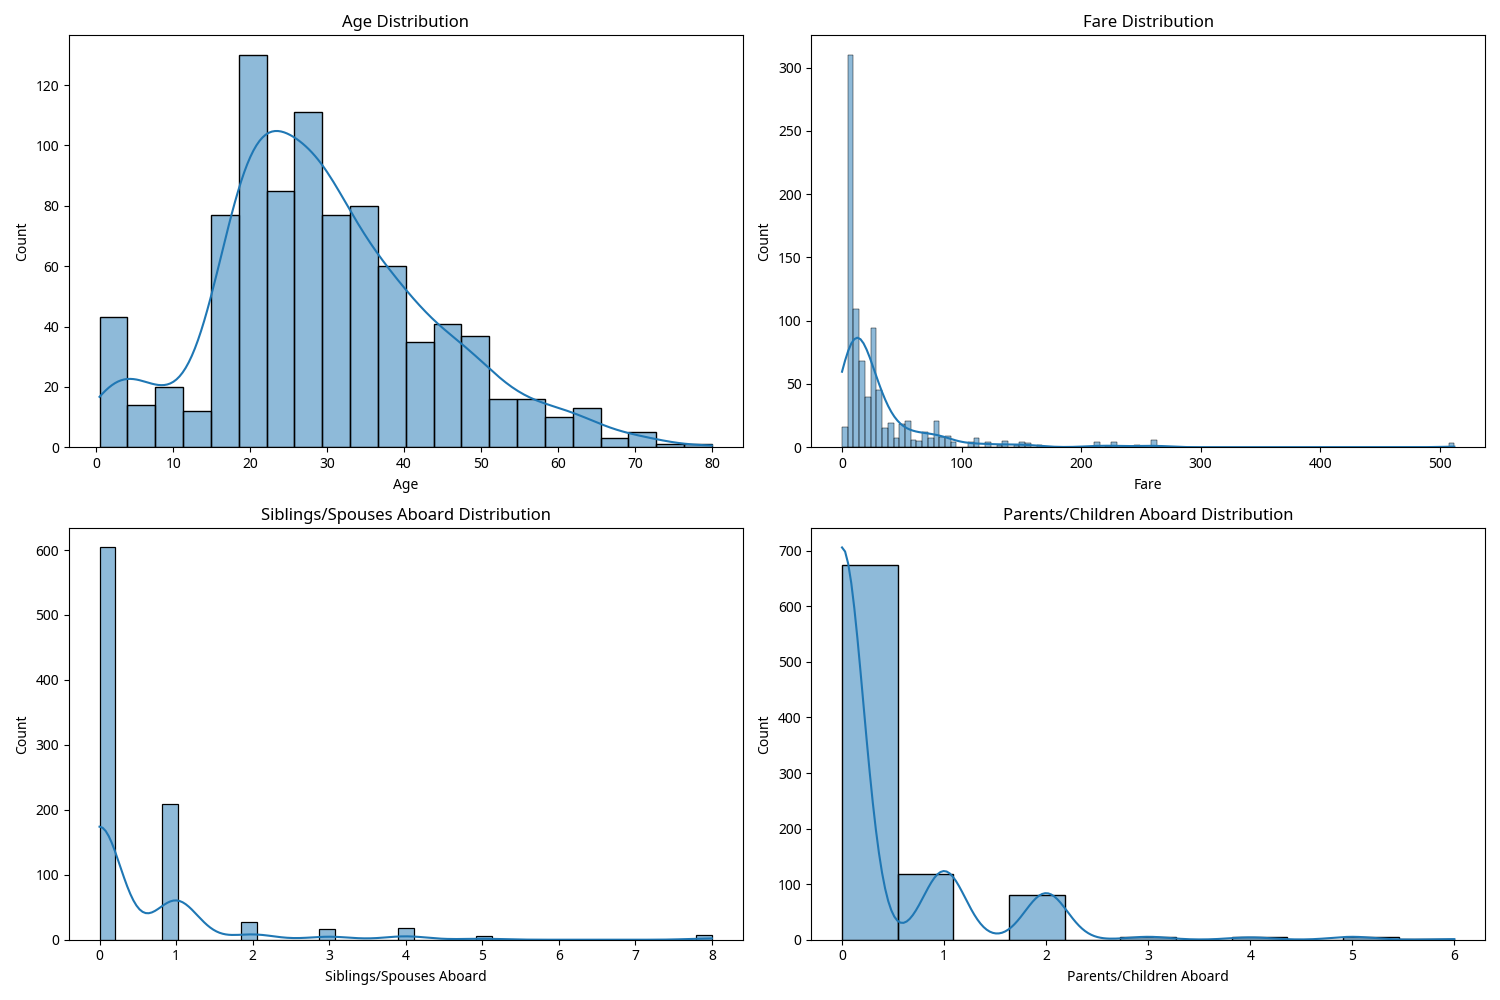 Age Distribution
Count
120
100
80
60
40
20
0
0 10 20 30 40 50 60 70 80
Age
Fare Distribution
Count
300
250
200
150
100
50
0
0 100 200 300 400 500
Fare
Siblings/Spouses Aboard Distribution
Count
600
500
400
300
200
100
0
0 1 2 3 4 5 6 7 8
Siblings/Spouses Aboard
Parents/Children Aboard Distribution
Count
700
600
500
400
300
200
100
0
0 1 2 3 4 5 6
Parents/Children Aboard